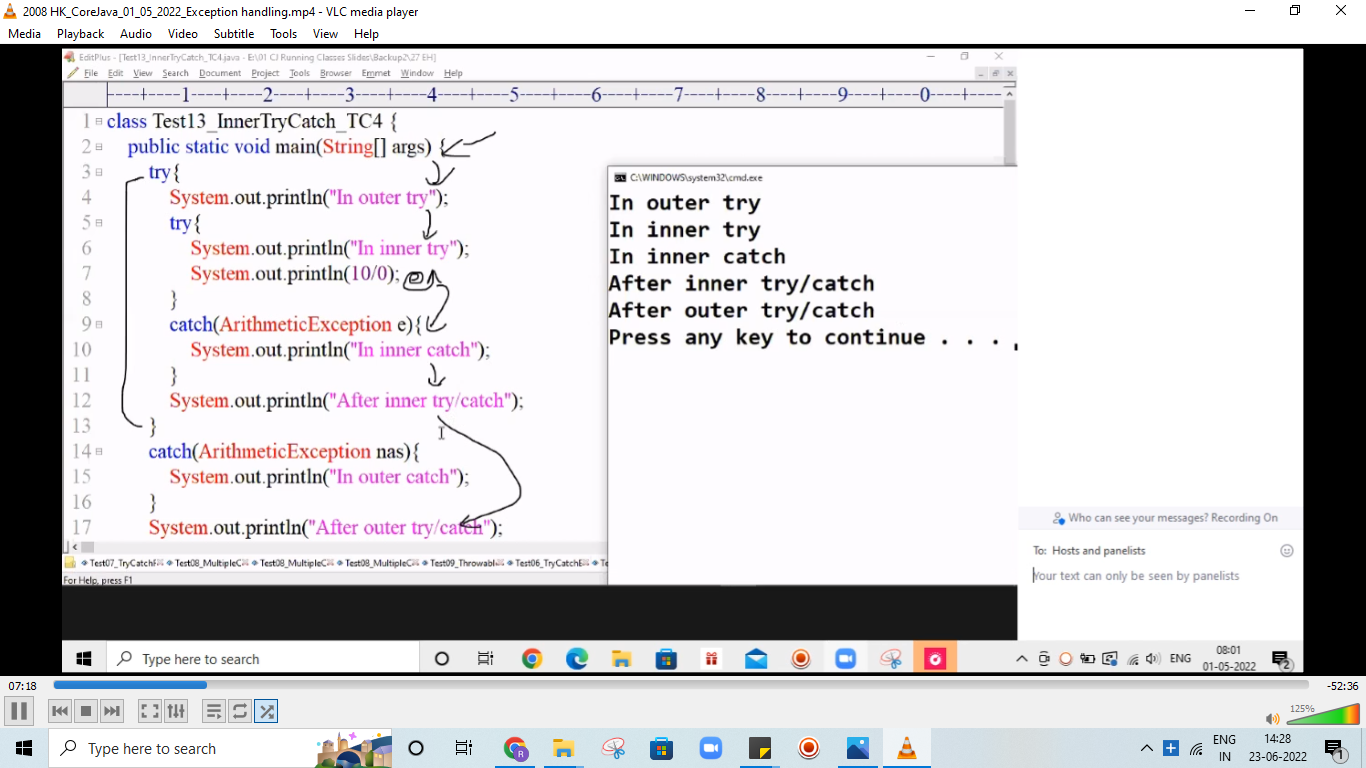 2008 HK_CoreJava_01_05_2022_Exception handling.mp4 - VLC media player
Media Playback Audio Video Subtitle Tools View Help
EditPlus - [Test13_InnerTryCatch_TC4.java - E:\01 CJ Running Classes Slides\Backup2\27 EH]
File Edit View Search Document Project Tools Browser Emmet Window Help
----+----1----+----2----+----3----+----4----+----5----+----6----+----7----+----8----+----9----+----0----+----
1 class Test13_InnerTryCatch_TC4 {
2 public static void main(String[] args) {
3 try{
4 System.out.println("In outer try");
5 try{
6 System.out.println("In inner try");
7 System.out.println(10/0);
8 }
9 catch(ArithmeticException e){
10 System.out.println("In inner catch");
11 }
12 System.out.println("After inner try/catch");
13 }
14 catch(ArithmeticException nas){
15 System.out.println("In outer catch");
16 }
17 System.out.println("After outer try/catch");
C:\WINDOWS\system32\cmd.exe
In outer try
In inner try
In inner catch
After inner try/catch
After outer try/catch
Press any key to continue . . .
Who can see your messages? Recording On
To: Hosts and panelists
Your text can only be seen by panelists
Test07_TryCatchF Test08_MultipleC Test08_MultipleC Test08_MultipleC Test09_Throwabl Test06_TryCatchE Te
For Help, press F1
Type here to search
ENG
08:01
01-05-2022
2
07:18
-52:36
125%
Type here to search
R
ENG
IN
14:28
23-06-2022
1